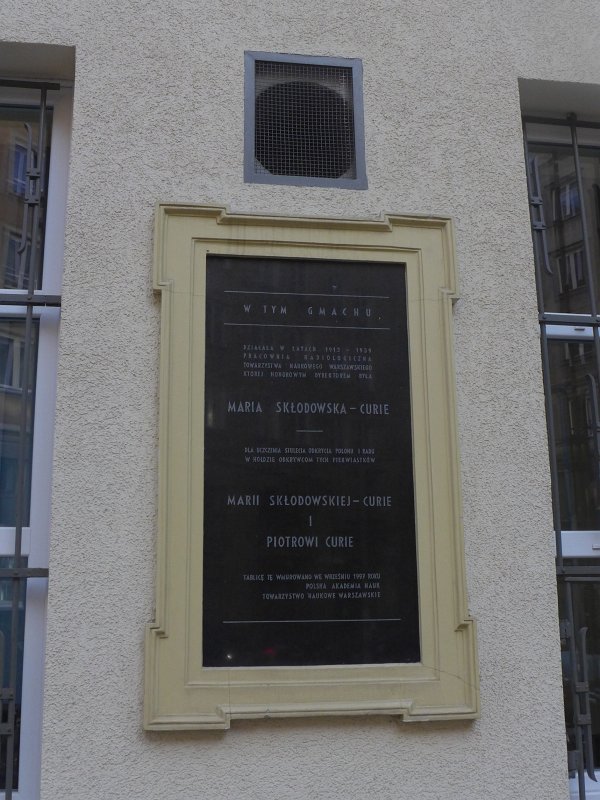 W TYM GMACHU
DZIAŁAŁA W LATACH 1913 – 1939
PRACOWNIA RADIOLOGICZNA
TOWARZYSTWA NAUKOWEGO WARSZAWSKIEGO
KTÓREJ HONOROWYM DYREKTOREM BYŁA
MARIA SKŁODOWSKA – CURIE
DLA UCZCZENIA STULECIA ODKRYCIA POLONU I RADU
W HOŁDZIE ODKRYWCOM TYCH PIERWIASTKÓW
MARII SKŁODOWSKIEJ – CURIE
I
PIOTROWI CURIE
TABLICĘ TĘ WMUROWANO WE WRZEŚNIU 1997 ROKU
POLSKA AKADEMIA NAUK
TOWARZYSTWO NAUKOWE WARSZAWSKIE